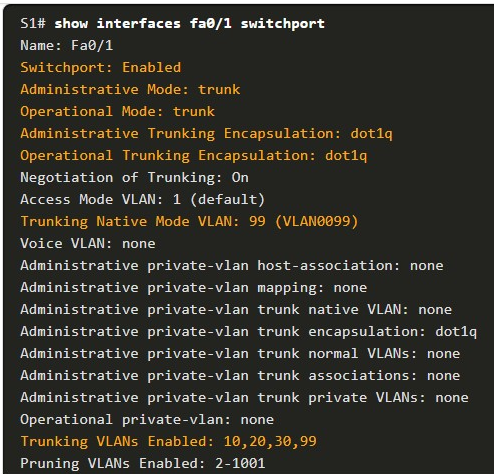 S1# show interfaces fa0/1 switchport
Name: Fa0/1
Switchport: Enabled
Administrative Mode: trunk
Operational Mode: trunk
Administrative Trunking Encapsulation: dot1q
Operational Trunking Encapsulation: dot1q
Negotiation of Trunking: On
Access Mode VLAN: 1 (default)
Trunking Native Mode VLAN: 99 (VLAN0099)
Voice VLAN: none
Administrative private-vlan host-association: none
Administrative private-vlan mapping: none
Administrative private-vlan trunk native VLAN: none
Administrative private-vlan trunk encapsulation: dot1q
Administrative private-vlan trunk normal VLANs: none
Administrative private-vlan trunk associations: none
Administrative private-vlan trunk private VLANs: none
Operational private-vlan: none
Trunking VLANs Enabled: 10,20,30,99
Pruning VLANs Enabled: 2-1001